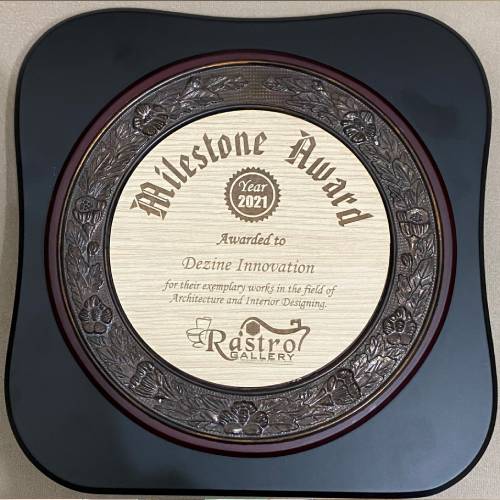 Milestone Award
Year
2021
Awarded to
Dezine Innovation
for their exemplary works in the field of
Architecture and Interior Designing.
Rastro
GALLERY